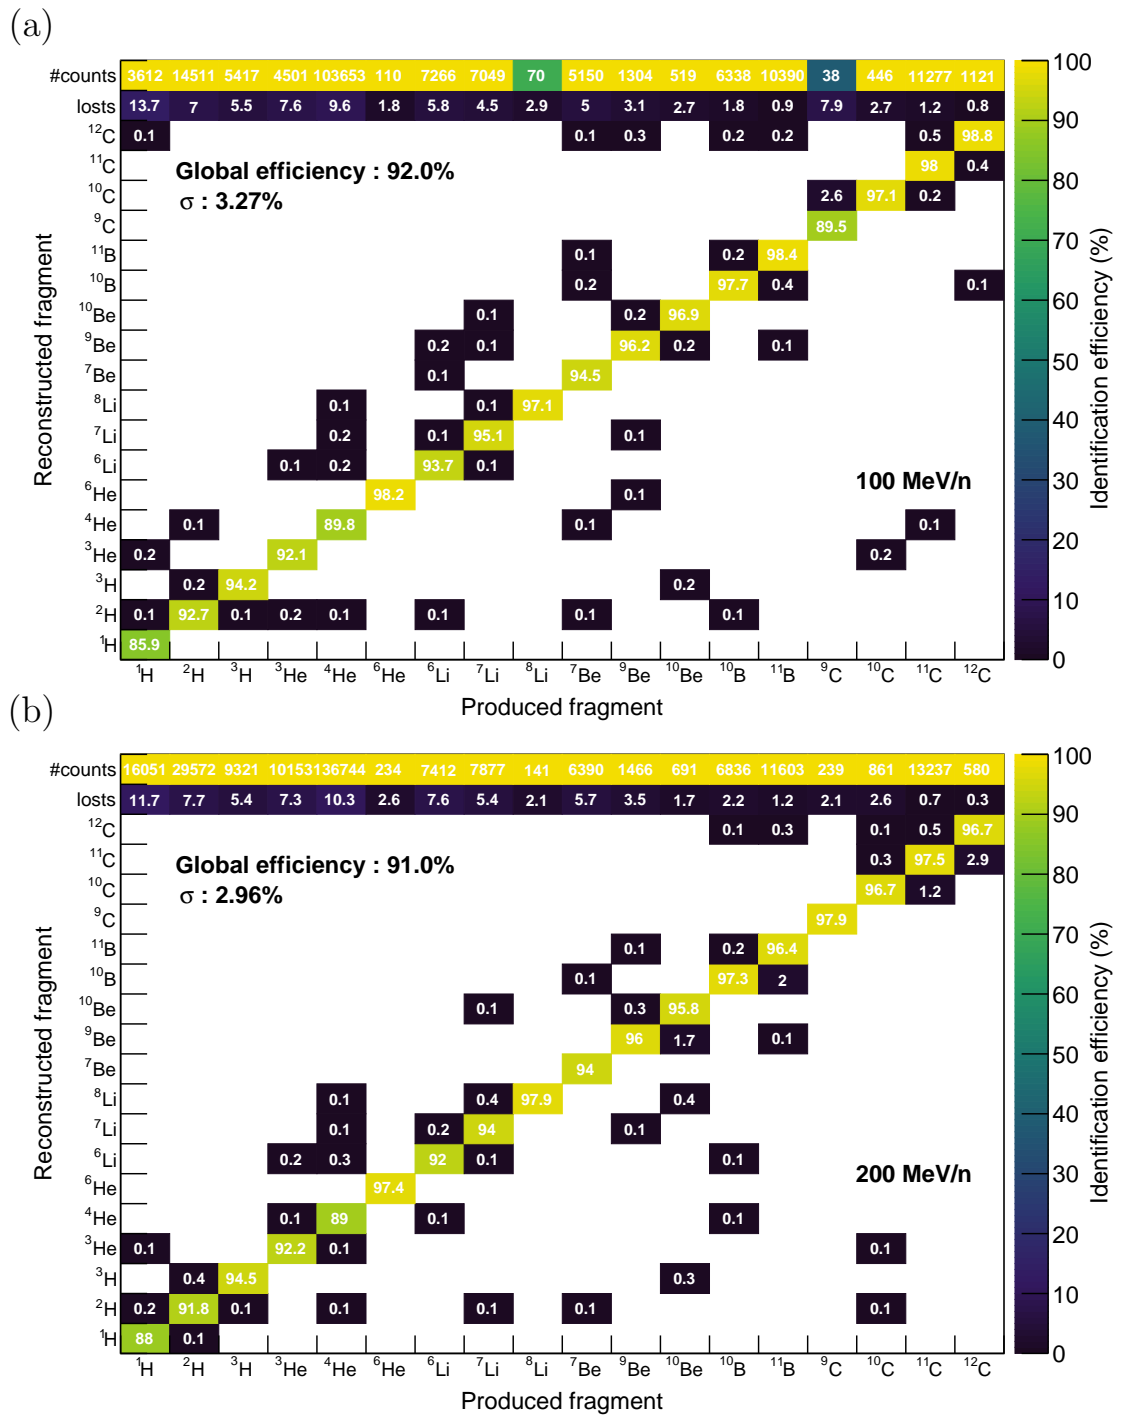 (a)
#counts 3612 14511 5417 4501 103653 110 7266 7049 70 5150 1304 519 6338 10390 38 446 11277 1121 100
losts 13.7 7 5.5 7.6 9.6 1.8 5.8 4.5 2.9 5 3.1 2.7 1.8 0.9 7.9 2.7 1.2 0.8 90
¹²C 0.1 0.1 0.3 0.2 0.2 0.5 98.8
¹¹C 98 0.4
Global efficiency : 92.0%
¹⁰C 2.6 97.1 0.2 80
σ : 3.27%
⁹C 89.5
¹¹B 0.1 0.2 98.4 70
¹⁰B 0.2 97.7 0.4 0.1
¹⁰Be 0.1 0.2 96.9 60
⁹Be 0.2 0.1 96.2 0.2 0.1
⁷Be 0.1 94.5 50
⁸Li 0.1 0.1 97.1
⁷Li 0.2 0.1 95.1 0.1 40
⁶Li 0.1 0.2 93.7 0.1
100 MeV/n
⁶He 98.2 0.1 30
⁴He 0.1 89.8 0.1 0.1
³He 0.2 92.1 0.2 20
³H 0.2 94.2 0.2
²H 0.1 92.7 0.1 0.2 0.1 0.1 0.1 0.1 10
¹H 85.9
0
¹H ²H ³H ³He ⁴He ⁶He ⁶Li ⁷Li ⁸Li ⁷Be ⁹Be ¹⁰Be ¹⁰B ¹¹B ⁹C ¹⁰C ¹¹C ¹²C
Produced fragment
Reconstructed fragment
Identification efficiency (%)
(b)
#counts 16051 29572 9321 10153 136744 234 7412 7877 141 6390 1466 691 6836 11603 239 861 13237 580 100
losts 11.7 7.7 5.4 7.3 10.3 2.6 7.6 5.4 2.1 5.7 3.5 1.7 2.2 1.2 2.1 2.6 0.7 0.3 90
¹²C 0.1 0.3 0.1 0.5 96.7
¹¹C 0.3 97.5 2.9
Global efficiency : 91.0%
¹⁰C 96.7 1.2 80
σ : 2.96%
⁹C 97.9
¹¹B 0.1 0.2 96.4 70
¹⁰B 0.1 97.3 2
¹⁰Be 0.1 0.3 95.8 60
⁹Be 96 1.7 0.1
⁷Be 94 50
⁸Li 0.1 0.4 97.9 0.4
⁷Li 0.1 0.2 94 0.1 40
⁶Li 0.2 0.3 92 0.1 0.1
200 MeV/n
⁶He 97.4 30
⁴He 0.1 89 0.1 0.1
³He 0.1 92.2 0.1 0.1 20
³H 0.4 94.5 0.3
²H 0.2 91.8 0.1 0.1 0.1 0.1 0.1 10
¹H 88 0.1
0
¹H ²H ³H ³He ⁴He ⁶He ⁶Li ⁷Li ⁸Li ⁷Be ⁹Be ¹⁰Be ¹⁰B ¹¹B ⁹C ¹⁰C ¹¹C ¹²C
Produced fragment
Reconstructed fragment
Identification efficiency (%)